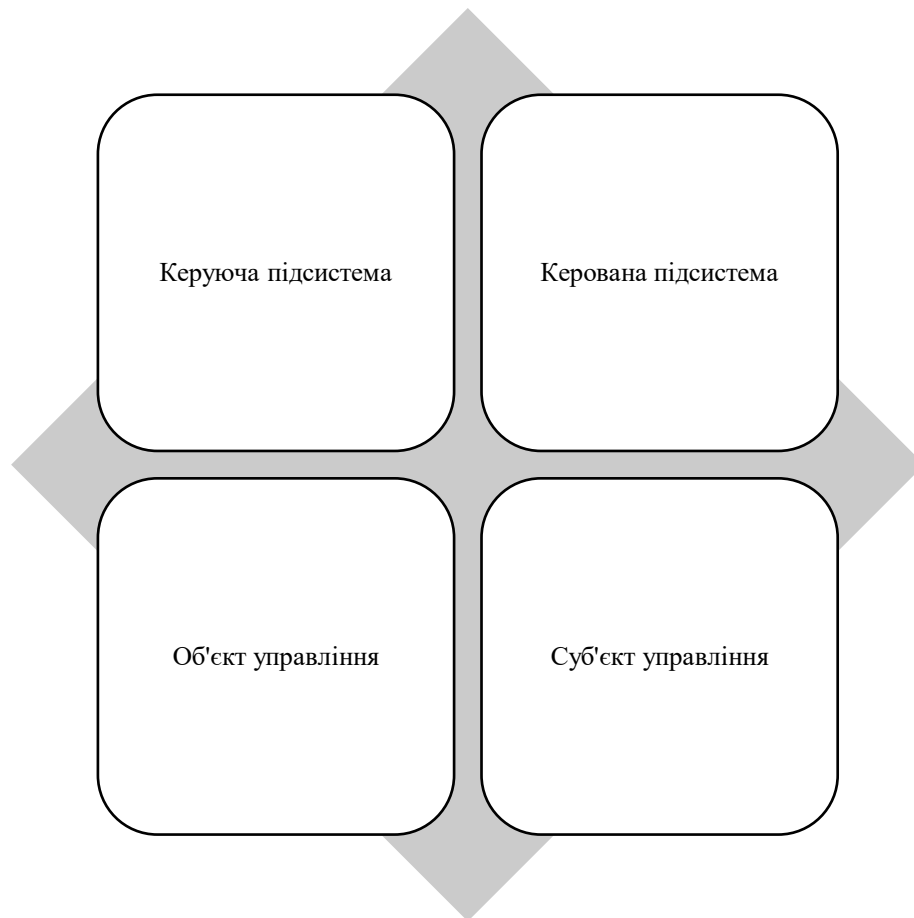 Керуюча підсистема
Керована підсистема
Об'єкт управління
Суб'єкт управління